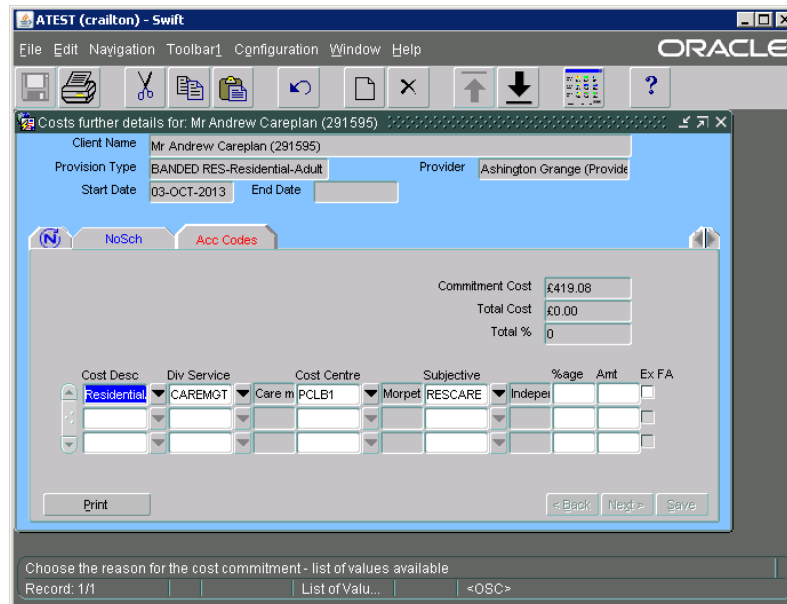 ATEST (crailton) - Swift
File Edit Navigation Toolbar1 Configuration Window Help
ORACLE
?
Costs further details for: Mr Andrew Careplan (291595)
Client Name Mr Andrew Careplan (291595)
Provision Type BANDED RES-Residential-Adult Provider Ashington Grange (Provide
Start Date 03-OCT-2013 End Date
N NoSch Acc Codes
Commitment Cost £419.08
Total Cost £0.00
Total % 0
Cost Desc Div Service Cost Centre Subjective %age Amt Ex FA
Residential. CAREMGT Care m PCLB1 Morpet RESCARE Indeper
Print < Back Next > Save
Choose the reason for the cost commitment - list of values available
Record: 1/1 List of Valu... <OSC>